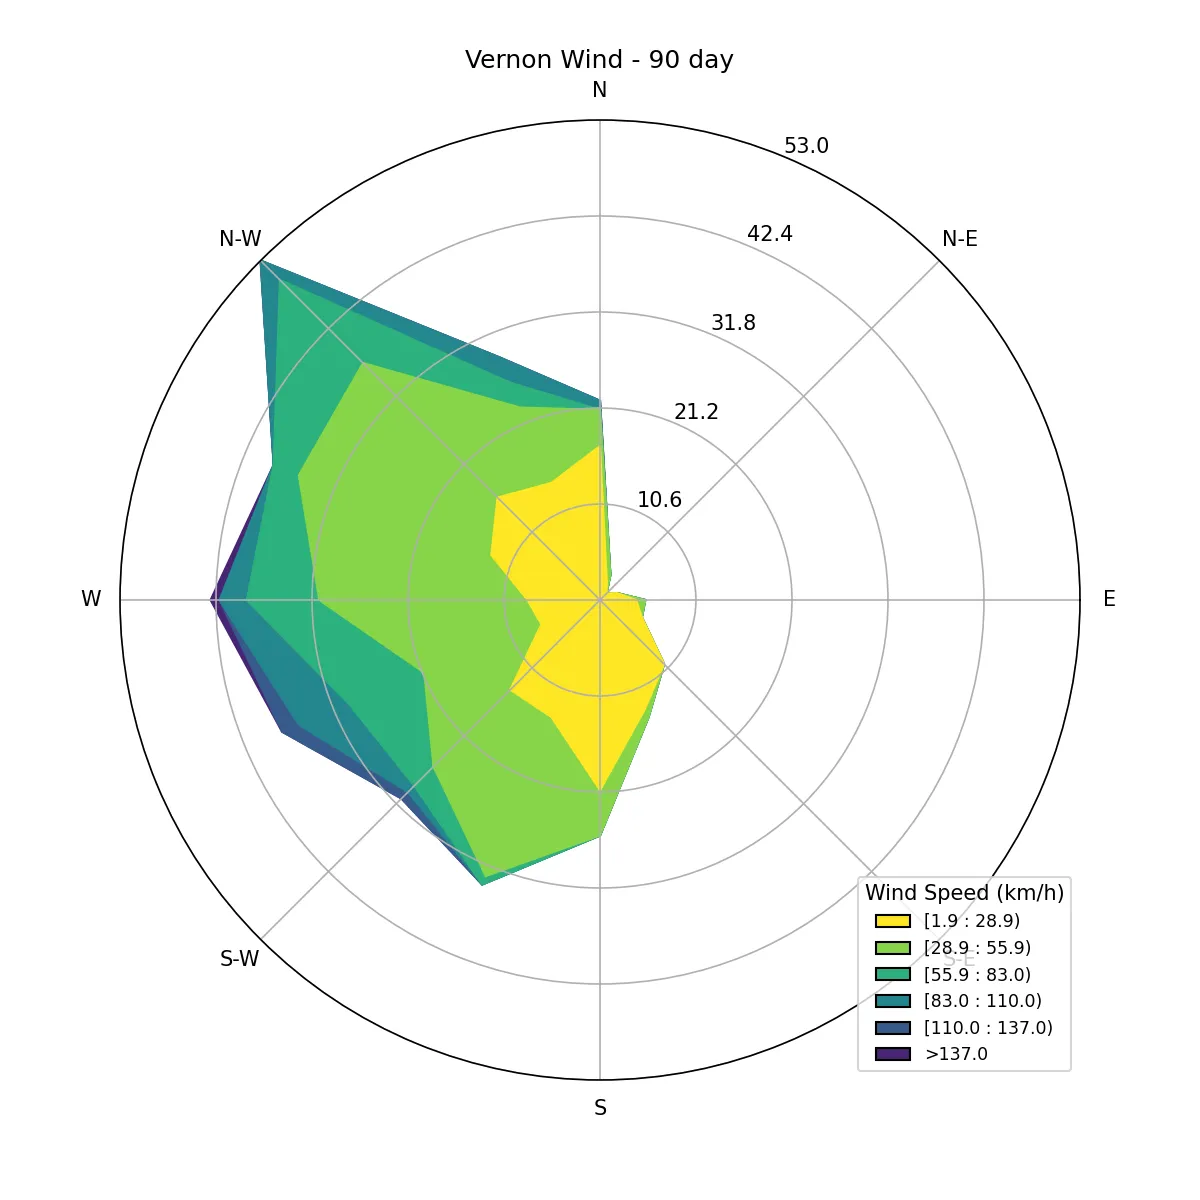 Vernon Wind - 90 day
N
53.0
42.4
N-W
N-E
31.8
21.2
10.6
W
E
Wind Speed (km/h)
[1.9 : 28.9)
[28.9 : 55.9)
S-W
S-E
[55.9 : 83.0)
[83.0 : 110.0)
[110.0 : 137.0)
>137.0
S